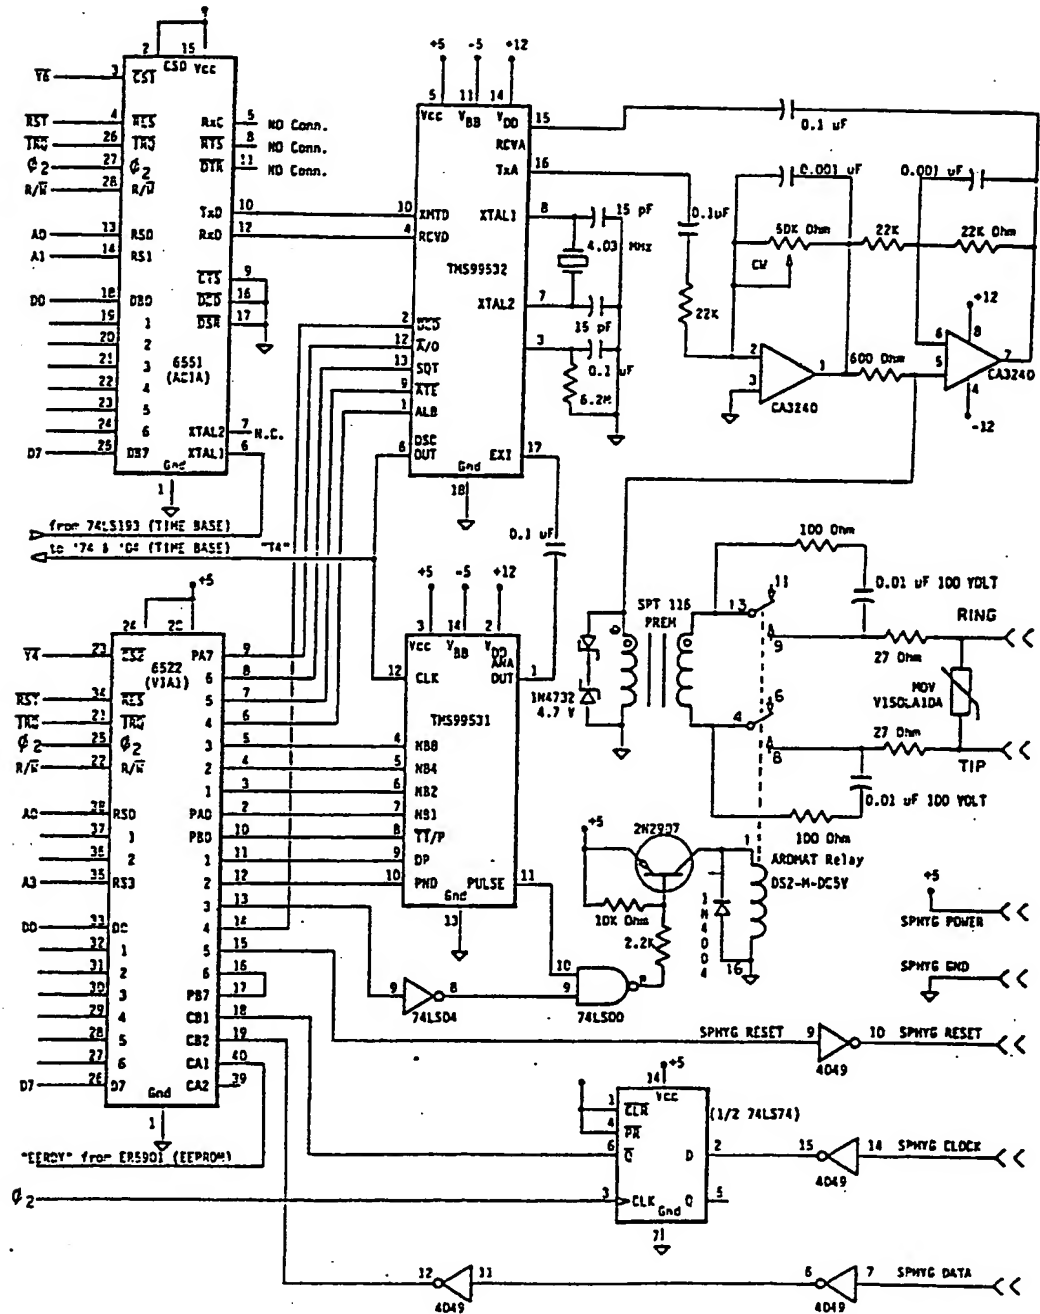 2 15
CSO Vcc
Y6 3 CS1
RST 4 RES
IRQ 26 IRQ
Φ2 27 Φ2
R/W 28 R/W
A0 13 RS0
A1 14 RS1
D0 18 DB0
19 1
20 2
21 3
22 4
23 5
24 6
D7 25 DB7
6551
(ACIA)
RxC 5 NO Conn.
RTS 8 NO Conn.
DTR 11 NO Conn.
TxD 10
RxD 12
CTS 9
DCD 16
DSR 17
XTAL2 7 N.C.
XTAL1 6
Gnd
1
from 74LS193 (TIME BASE)
to '74 & '04 (TIME BASE) "T4"
+5 -5 +12
5 11 14
Vcc VBB VDD
RCVA 15
TxA 16
10 XMTD
4 RCVD
XTAL1 8
TMS99532
XTAL2 7
3
2 DCD
12 A/O
13 SQT
9 ATE
1 ALB
6 DSC OUT
EXI 17
Gnd
18
15 pF
4.03 MHz
15 pF
0.1 uF
6.2M
0.1 uF
0.1uF
0.001 uF
0.001 uF
50K Ohm
CW
22K
22K Ohm
22K
2
3
1
CA3240
600 Ohm
+12
6 8
5 7
4
CA3240
-12
0.1 uF
+5
24 20
6522
(VIA1)
Y4 23 CS2
RST 34 RES
IRQ 21 IRQ
Φ2 25 Φ2
R/W 22 R/W
A0 38 RS0
37 1
36 2
A3 35 RS3
D0 33 D0
32 1
31 2
30 3
29 4
28 5
27 6
D7 26 D7
PA7 9
6 8
5 7
4 6
3 5
2 4
1 3
PA0 2
PB0 10
1 11
2 12
3 13
4 14
5 15
6 16
PB7 17
CB1 18
CB2 19
CA1 40
CA2 39
Gnd
1
"EERDY" from ER5901 (EEPROM)
Φ2
+5 -5 +12
3 14 2
Vcc VBB VDD
12 CLK
ANA OUT 1
TMS99531
4 NB8
5 NB4
6 NB2
7 NB1
8 TT/P
9 DP
10 PND
PULSE 11
Gnd
13
1N4732
4.7 V
SPT 116
PREM
100 Ohm
0.01 uF 100 VOLT
11
13
9
RING
27 Ohm
MOV
V150LA10A
6
4
8
27 Ohm
TIP
0.01 uF 100 VOLT
100 Ohm
1
AROMAT Relay
DS2-M-DC5V
+5
2N2907
10K Ohm
2.2K
1N4004
16
9 8
74LS04
10
9
8
74LS00
+5
SPHYG POWER
SPHYG GND
SPHYG RESET 9 10 SPHYG RESET
4049
+5
14
Vcc
(1/2 74LS74)
1 CLR
4 PR
6 Q
D 2
3 CLK
Q 5
Gnd
7
15 14 SPHYG CLOCK
4049
12 11
4049
6 7 SPHYG DATA
4049